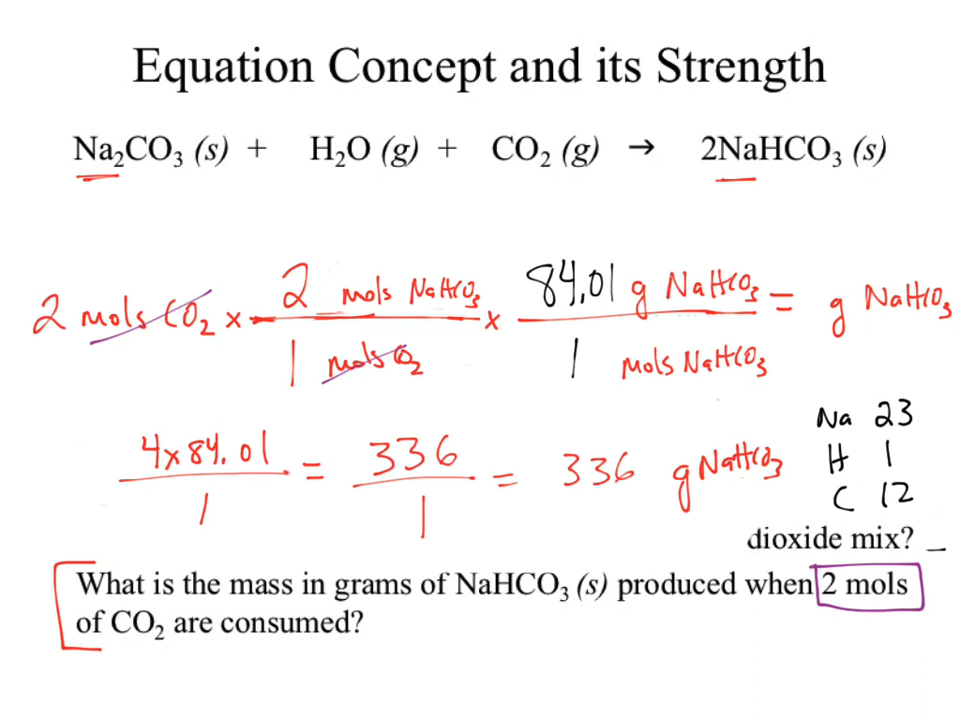 Equation Concept and its Strength
Na₂CO₃ (s) + H₂O (g) + CO₂ (g) → 2NaHCO₃ (s)
2 mols CO₂ × 2 mols NaHCO₃ × 84.01 g NaHCO₃ = g NaHCO₃
1 mols O₂ 1 mols NaHCO₃
4 x 84.01 = 336 = 336 g NaHCO₃
1 1
Na 23
H 1
C 12
dioxide mix?
What is the mass in grams of NaHCO₃ (s) produced when 2 mols
of CO₂ are consumed?